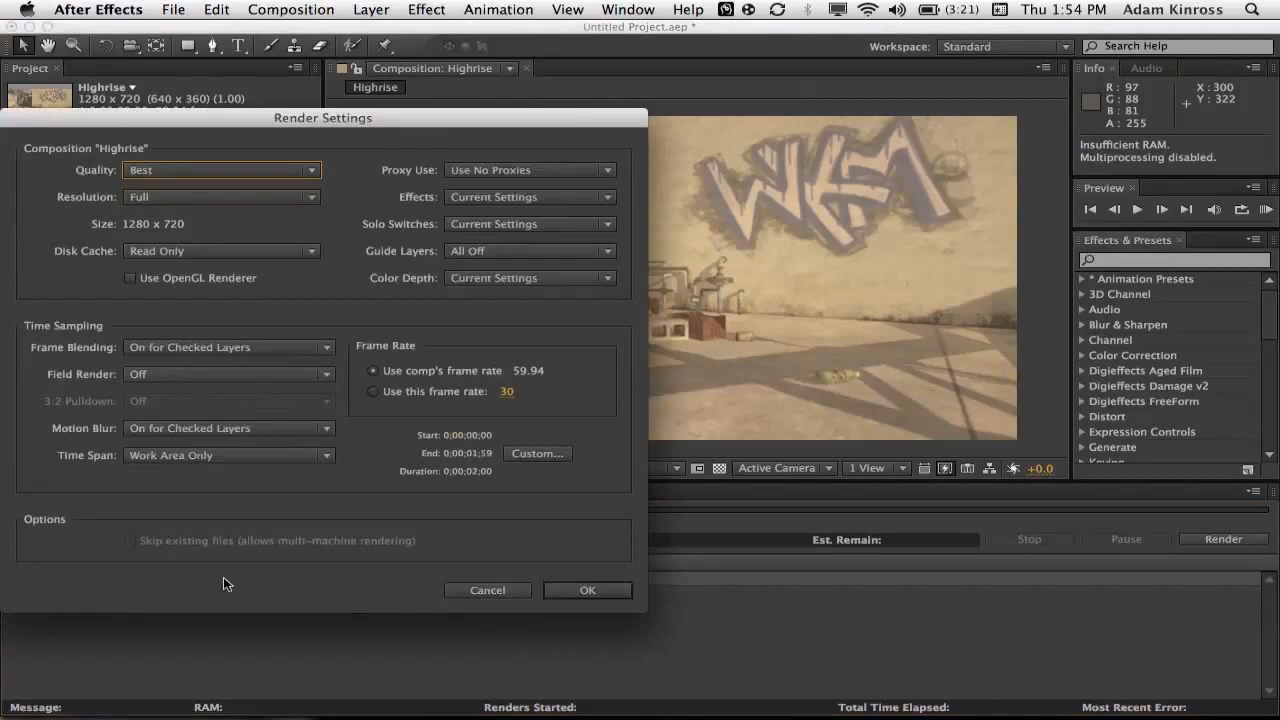 After Effects File Edit Composition Layer Effect Animation View Window Help (3:21) Thu 1:54 PM Adam Kinross
Untitled Project.aep *
Workspace: Standard Search Help
Project Composition: Highrise Info Audio
Highrise
1280 x 720 (640 x 360) (1.00)
Highrise
R: 97
G: 88
B: 81
A: 255
X: 300
Y: 322
Insufficient RAM.
Multiprocessing disabled.
Preview
Effects & Presets
* Animation Presets
3D Channel
Audio
Blur & Sharpen
Channel
Color Correction
Digieffects Aged Film
Digieffects Damage v2
Digieffects FreeForm
Distort
Expression Controls
Generate
Keying
Render Settings
Composition "Highrise"
Quality: Best
Resolution: Full
Size: 1280 x 720
Disk Cache: Read Only
Use OpenGL Renderer
Proxy Use: Use No Proxies
Effects: Current Settings
Solo Switches: Current Settings
Guide Layers: All Off
Color Depth: Current Settings
Time Sampling
Frame Blending: On for Checked Layers
Field Render: Off
3:2 Pulldown: Off
Motion Blur: On for Checked Layers
Time Span: Work Area Only
Frame Rate
Use comp's frame rate 59.94
Use this frame rate: 30
Start: 0;00;00;00
End: 0;00;01;59
Duration: 0;00;02;00
Custom...
Options
Skip existing files (allows multi-machine rendering)
Cancel OK
Active Camera 1 View +0.0
Est. Remain: Stop Pause Render
Message: RAM: Renders Started: Total Time Elapsed: Most Recent Error: